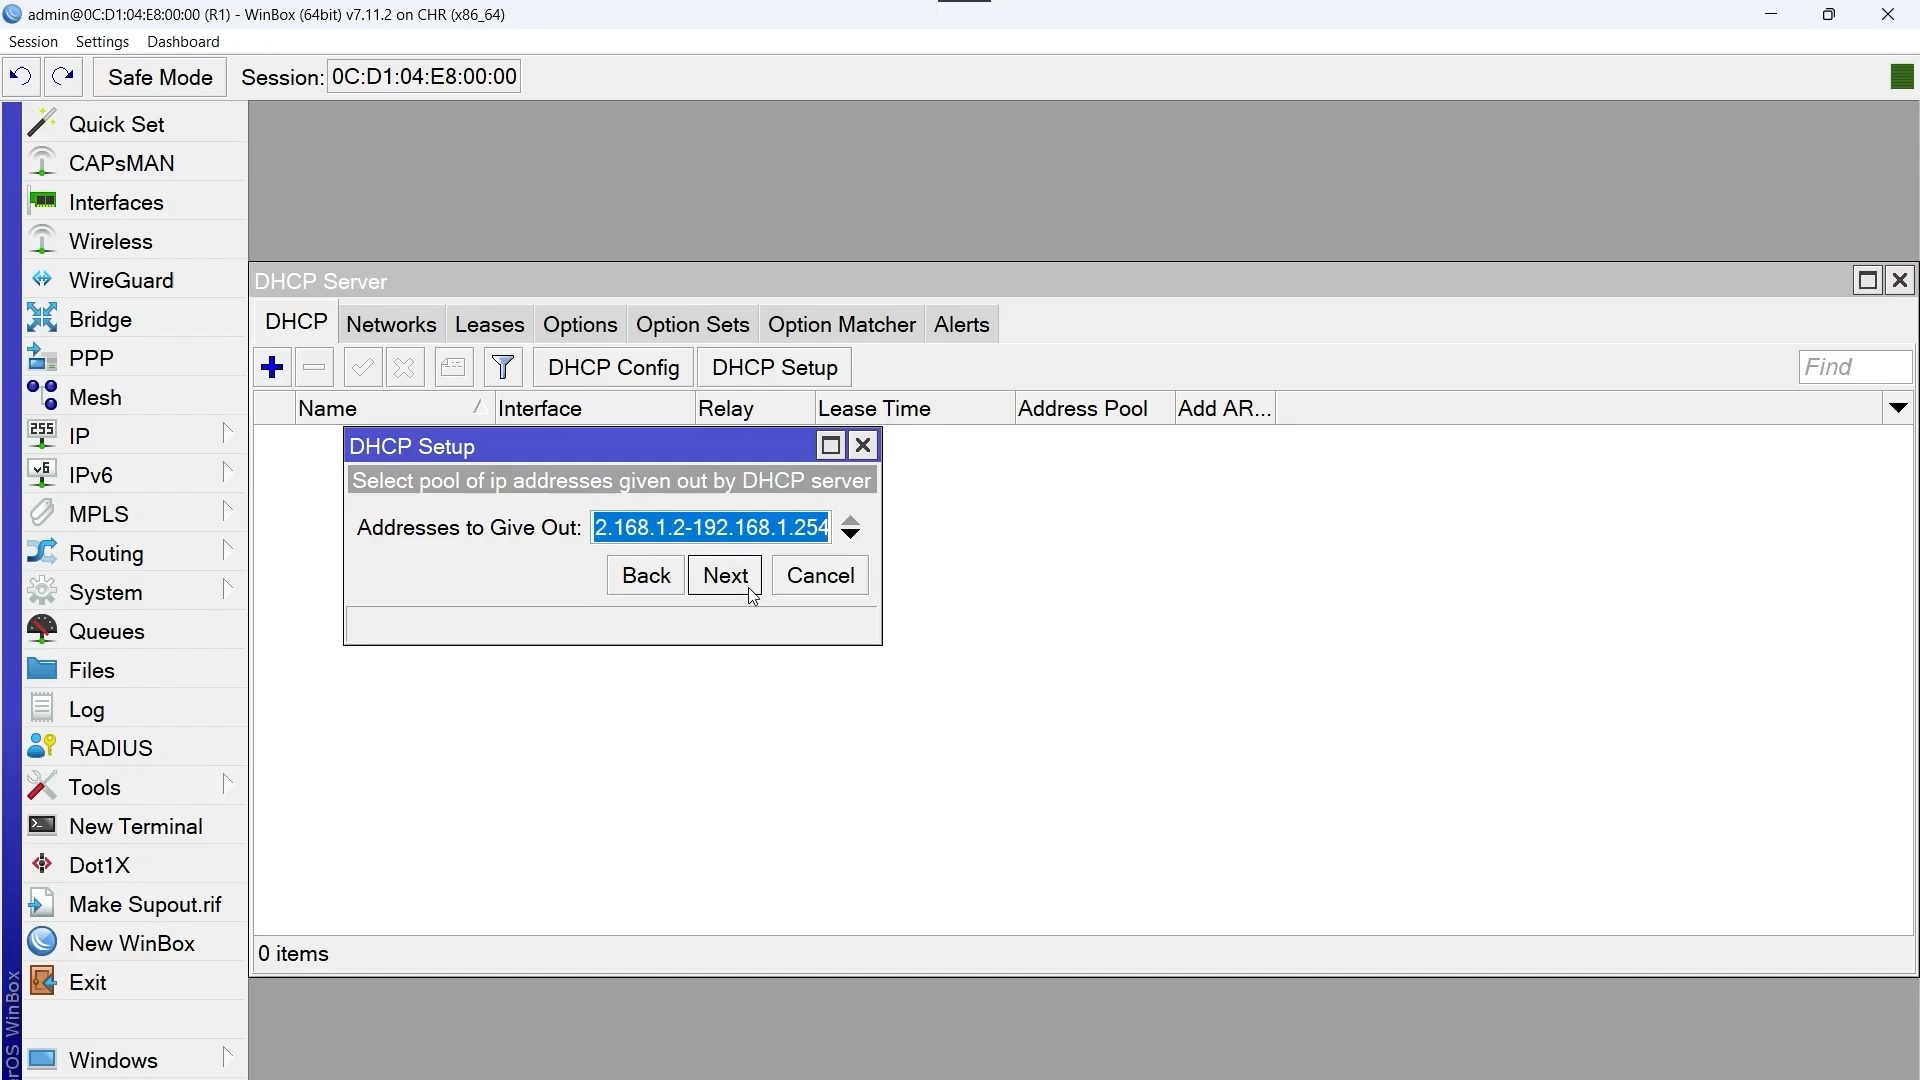 admin@0C:D1:04:E8:00:00 (R1) - WinBox (64bit) v7.11.2 on CHR (x86_64)
Session Settings Dashboard
Safe Mode Session: 0C:D1:04:E8:00:00
Quick Set
CAPsMAN
Interfaces
Wireless
WireGuard
Bridge
PPP
Mesh
255 IP
v6 IPv6
MPLS
Routing
System
Queues
Files
Log
RADIUS
Tools
New Terminal
Dot1X
Make Supout.rif
New WinBox
Exit
Windows
rOS WinBox
DHCP Server
DHCP Networks Leases Options Option Sets Option Matcher Alerts
DHCP Config DHCP Setup Find
Name Interface Relay Lease Time Address Pool Add AR...
DHCP Setup
Select pool of ip addresses given out by DHCP server
Addresses to Give Out: 2.168.1.2-192.168.1.254
Back Next Cancel
0 items